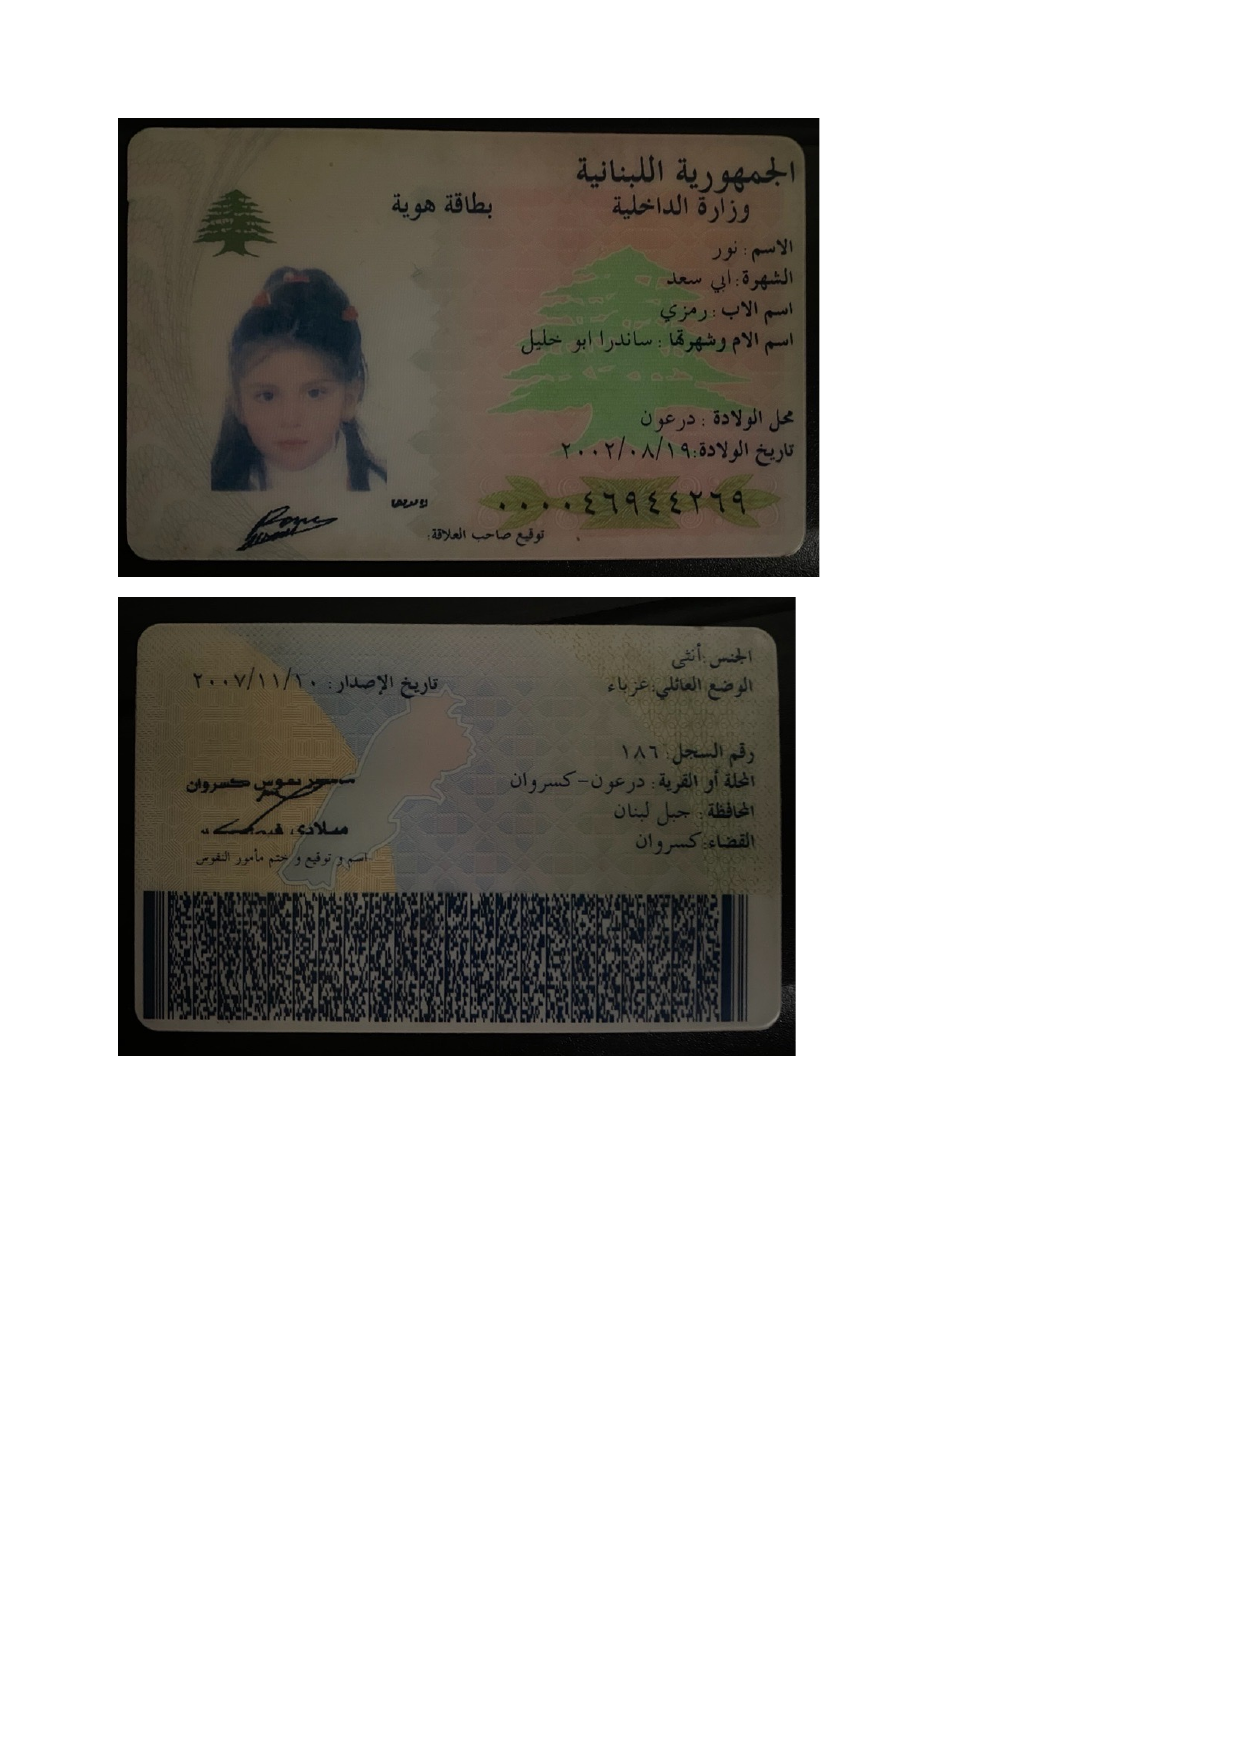 الجمهورية اللبنانية
وزارة الداخلية
بطاقة هوية
الاسم : نور
الشهرة : ابي سعد
اسم الاب : رمزي
اسم الام وشهرتها : ساندرا ابو خليل
محل الولادة : درعون
تاريخ الولادة : ٢٠٠٢/٠٨/١٩
٠٠٠٠٤٦٩٤٤٢٦٩
توقيع صاحب العلاقة:
الجنس : أنثى
الوضع العائلي : عزباء
تاريخ الإصدار : ٢٠٠٧/١١/١٠
رقم السجل : ١٨٦
المحلة أو القرية : درعون-كسروان
المحافظة : جبل لبنان
القضاء : كسروان
نفوس كسروان
ميلادي
اسم و توقيع و ختم مأمور النفوس